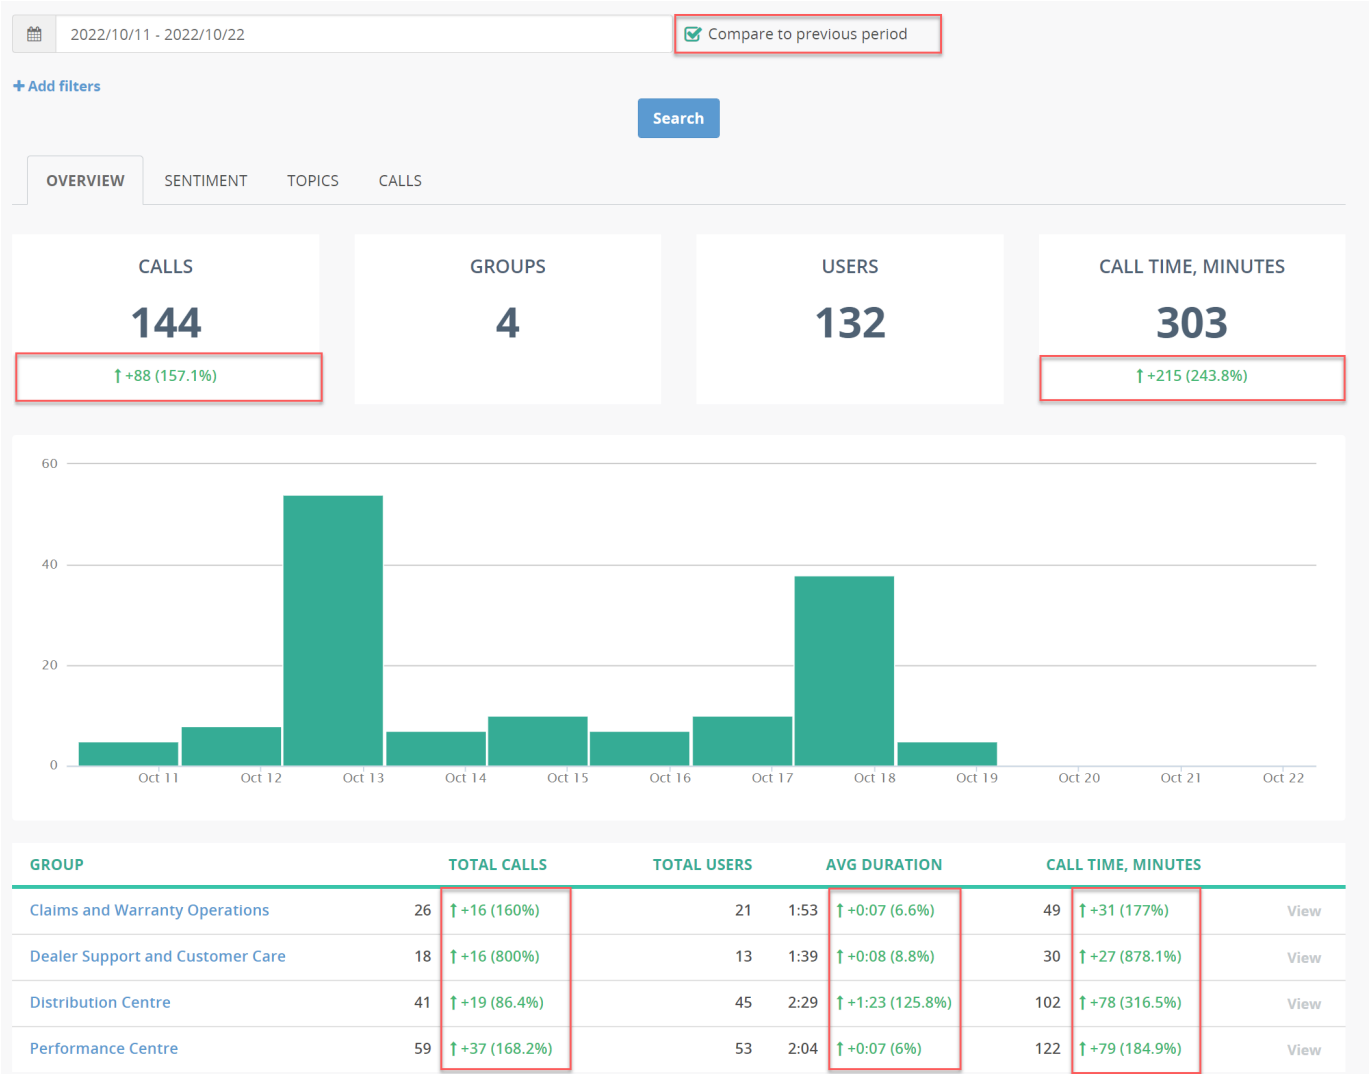 2022/10/11 - 2022/10/22 Compare to previous period
Add filters
Search
OVERVIEW SENTIMENT TOPICS CALLS
CALLS GROUPS USERS CALL TIME, MINUTES
144 4 132 303
+88 (157.1%) +215 (243.8%)
60
40
20
0
Oct 11 Oct 12 Oct 13 Oct 14 Oct 15 Oct 16 Oct 17 Oct 18 Oct 19 Oct 20 Oct 21 Oct 22
GROUP TOTAL CALLS TOTAL USERS AVG DURATION CALL TIME, MINUTES
Claims and Warranty Operations 26 +16 (160%) 21 1:53 +0:07 (6.6%) 49 +31 (177%) View
Dealer Support and Customer Care 18 +16 (800%) 13 1:39 +0:08 (8.8%) 30 +27 (878.1%) View
Distribution Centre 41 +19 (86.4%) 45 2:29 +1:23 (125.8%) 102 +78 (316.5%) View
Performance Centre 59 +37 (168.2%) 53 2:04 +0:07 (6%) 122 +79 (184.9%) View